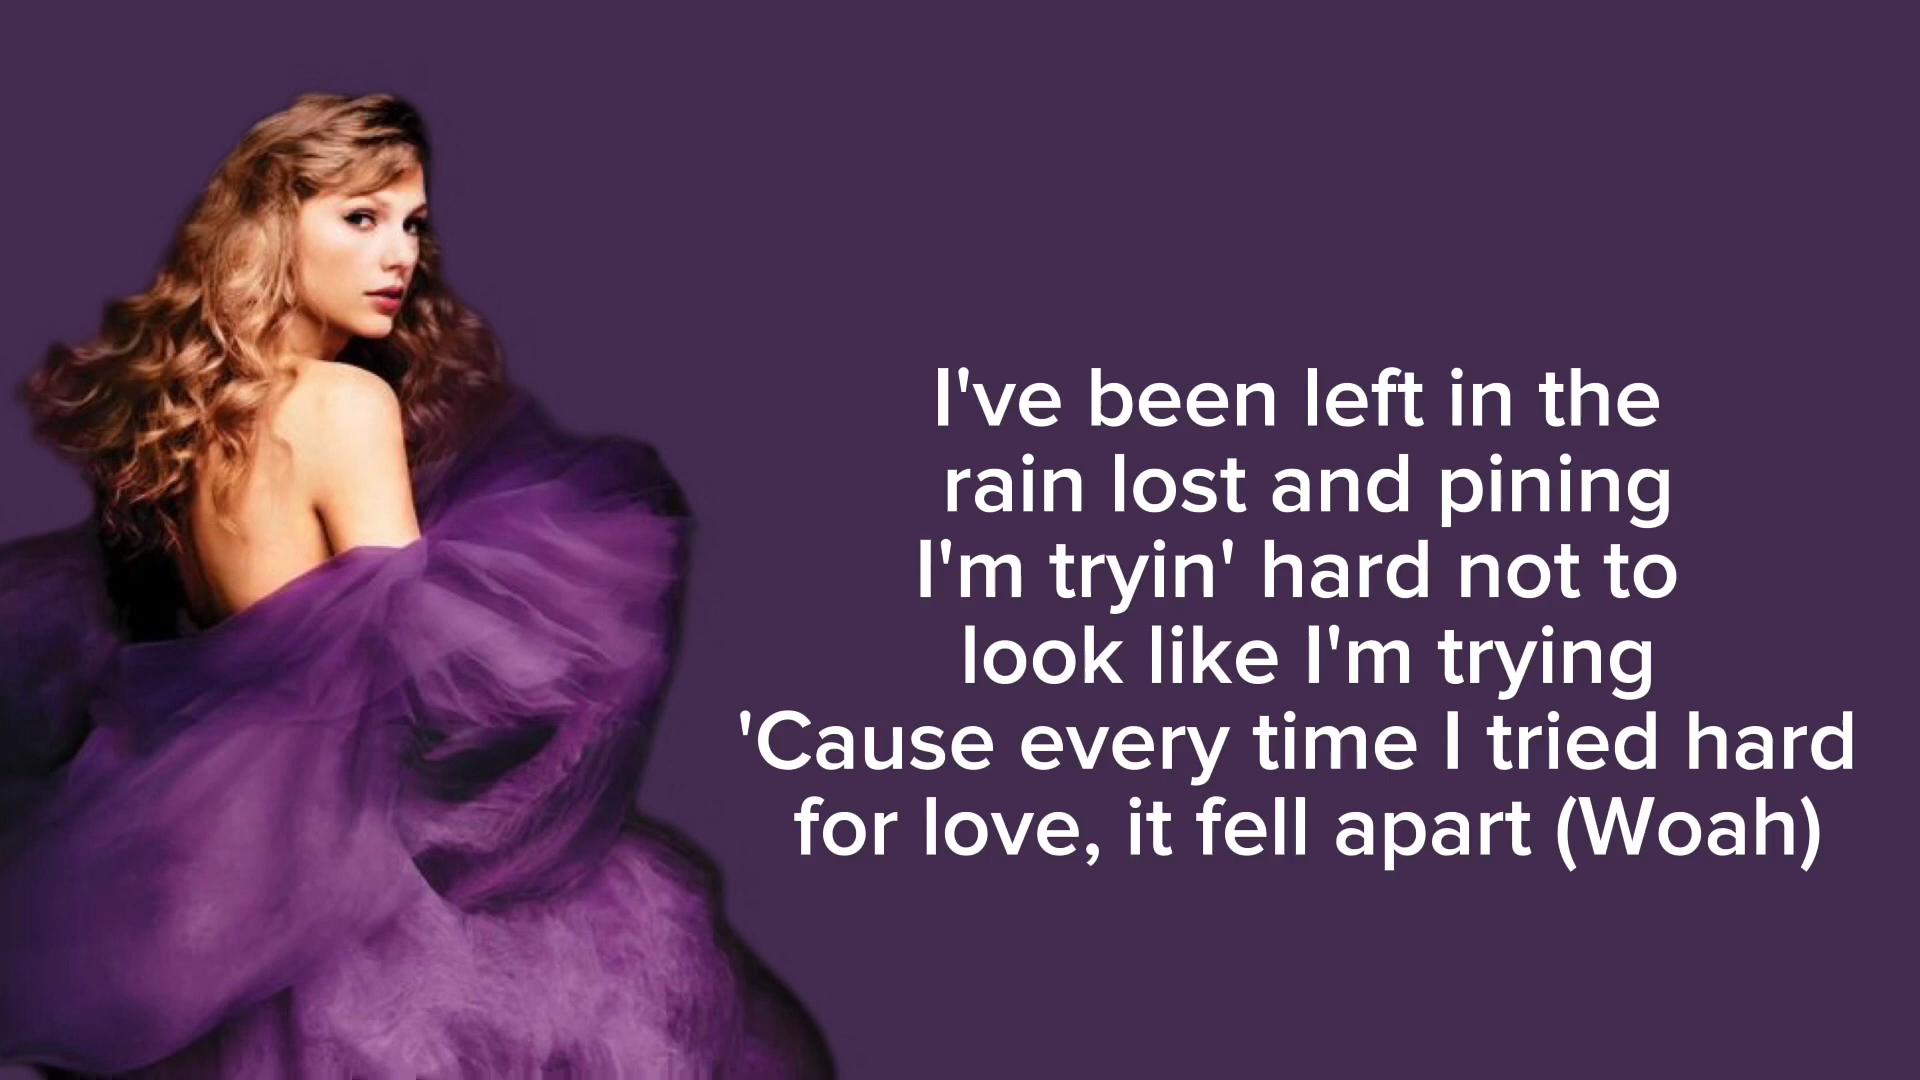 I've been left in the
rain lost and pining
I'm tryin' hard not to
look like I'm trying
'Cause every time I tried hard
for love, it fell apart (Woah)